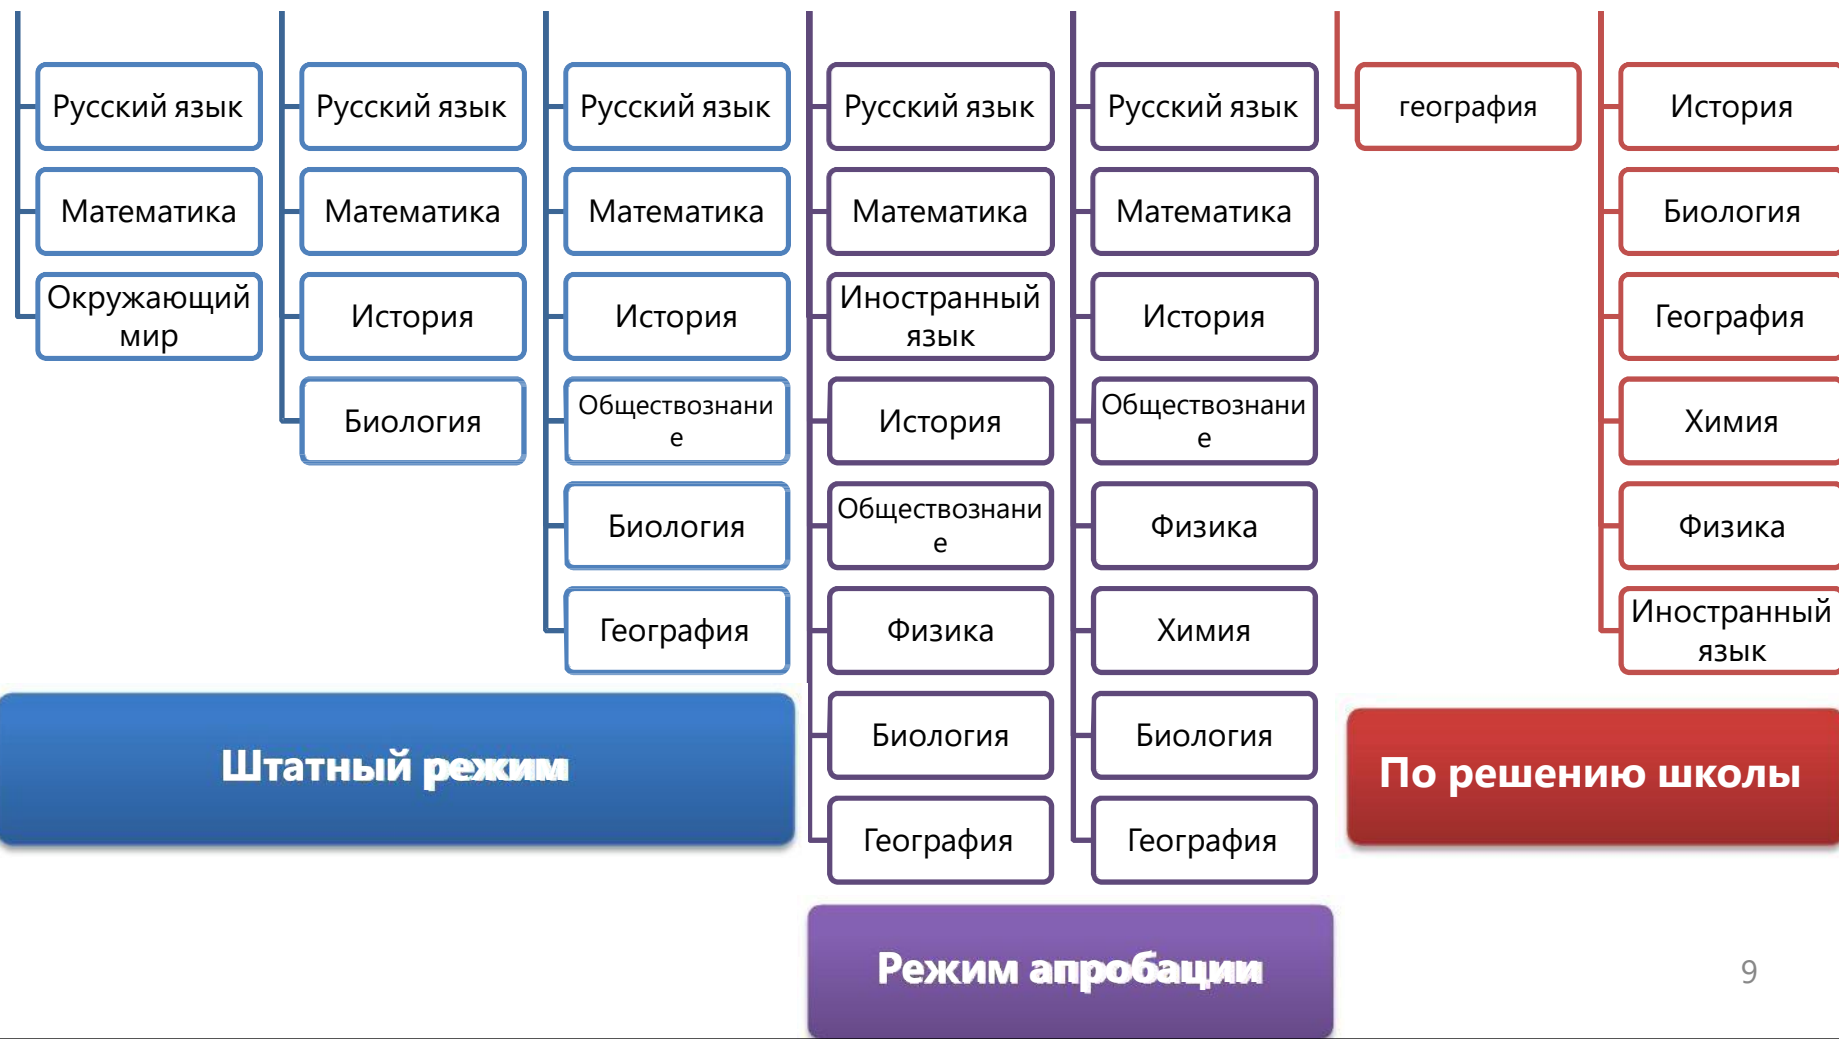 Русский язык
Математика
Окружающий
мир
Русский язык
Математика
История
Биология
Русский язык
Математика
История
Обществознани
е
Биология
География
Штатный режим
Русский язык
Математика
Иностранный
язык
История
Обществознани
е
Физика
Биология
География
Русский язык
Математика
История
Обществознани
е
Физика
Химия
Биология
География
Режим апробации
география
История
Биология
География
Химия
Физика
Иностранный
язык
По решению школы
9